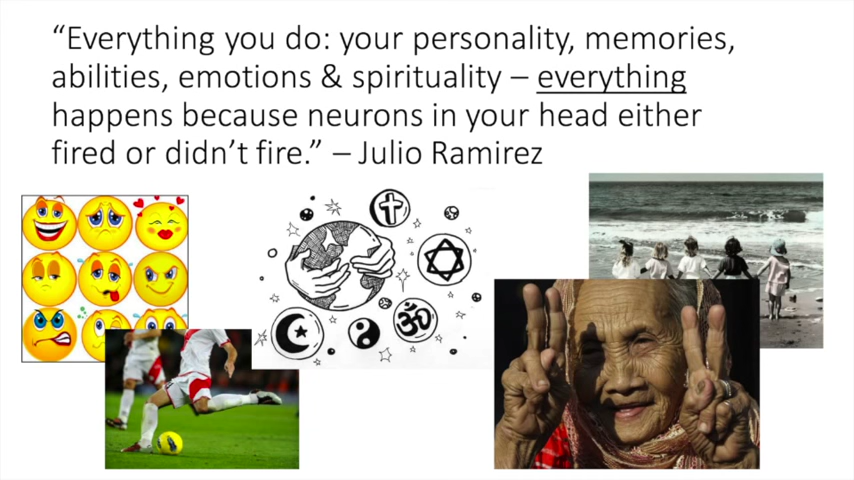 “Everything you do: your personality, memories,
abilities, emotions & spirituality – everything
happens because neurons in your head either
fired or didn’t fire.” – Julio Ramirez